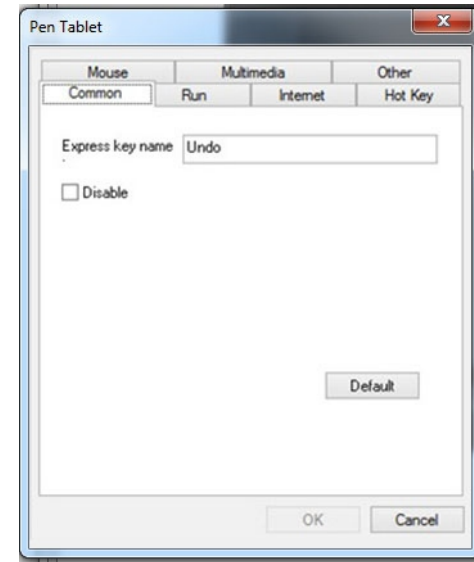 Pen Tablet
Mouse Multimedia Other
Common Run Internet Hot Key
Express key name Undo
Disable
Default
OK Cancel